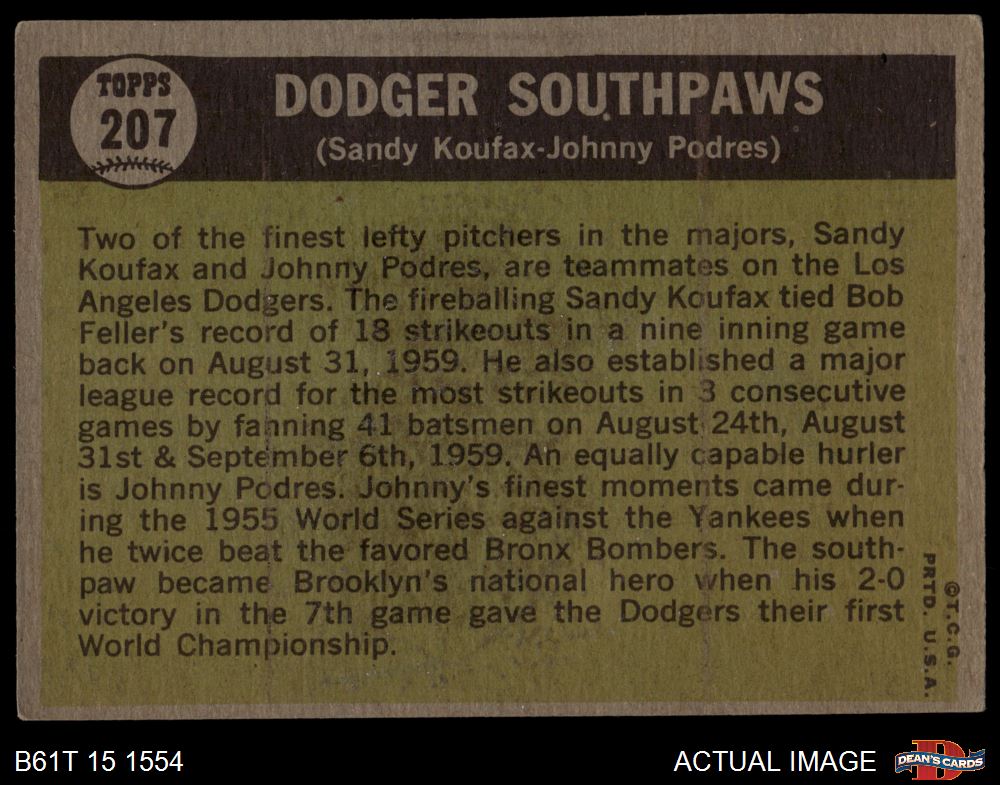 TOPPS
207
DODGER SOUTHPAWS
(Sandy Koufax-Johnny Podres)
Two of the finest lefty pitchers in the majors, Sandy
Koufax and Johnny Podres, are teammates on the Los
Angeles Dodgers. The fireballing Sandy Koufax tied Bob
Feller's record of 18 strikeouts in a nine inning game
back on August 31, 1959. He also established a major
league record for the most strikeouts in 3 consecutive
games by fanning 41 batsmen on August 24th, August
31st & September 6th, 1959. An equally capable hurler
is Johnny Podres. Johnny's finest moments came dur-
ing the 1955 World Series against the Yankees when
he twice beat the favored Bronx Bombers. The south-
paw became Brooklyn's national hero when his 2-0
victory in the 7th game gave the Dodgers their first
World Championship.
©T.C.G.
PRTD. U.S.A.
B61T 15 1554
ACTUAL IMAGE
D
DEAN'S CARDS